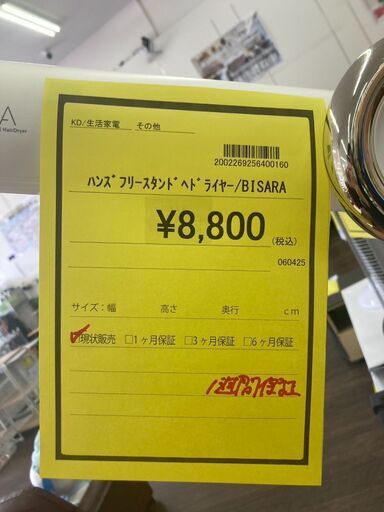 A
HairDryer
KD/生活家電 その他
2002269256400160
ﾊﾝｽﾞﾌﾘｰｽﾀﾝﾄﾞﾍﾄﾞﾗｲﾔｰ/BISARA
¥8,800
(税込)
060425
サイズ：幅 高さ 奥行 cm
☑現状販売 □1ヶ月保証 □3ヶ月保証 □6ヶ月保証